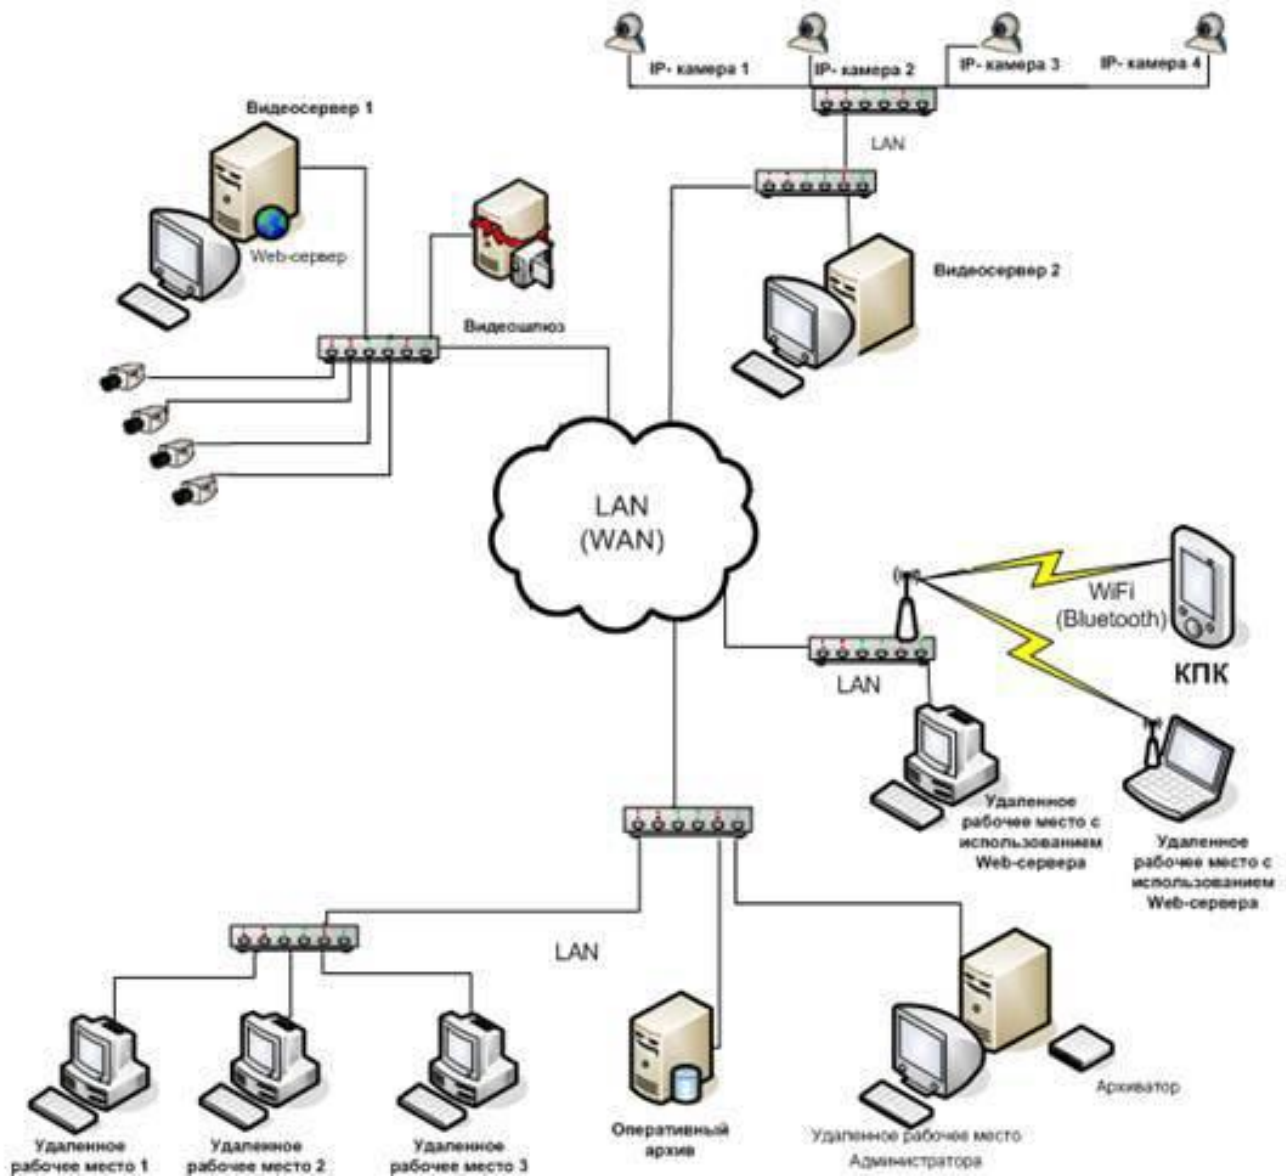 IP- камера 1
IP- камера 2
IP- камера 3
IP- камера 4
LAN
Видеосервер 1
Web-сервер
Видеошлюз
Видеосервер 2
LAN
(WAN)
WiFi
(Bluetooth)
КПК
LAN
Удаленное
рабочее место с
использованием
Web-сервера
Удаленное
рабочее место с
использованием
Web-сервера
LAN
Удаленное
рабочее место 1
Удаленное
рабочее место 2
Удаленное
рабочее место 3
Оперативный
архив
Удаленное рабочее место
Администратора
Архиватор